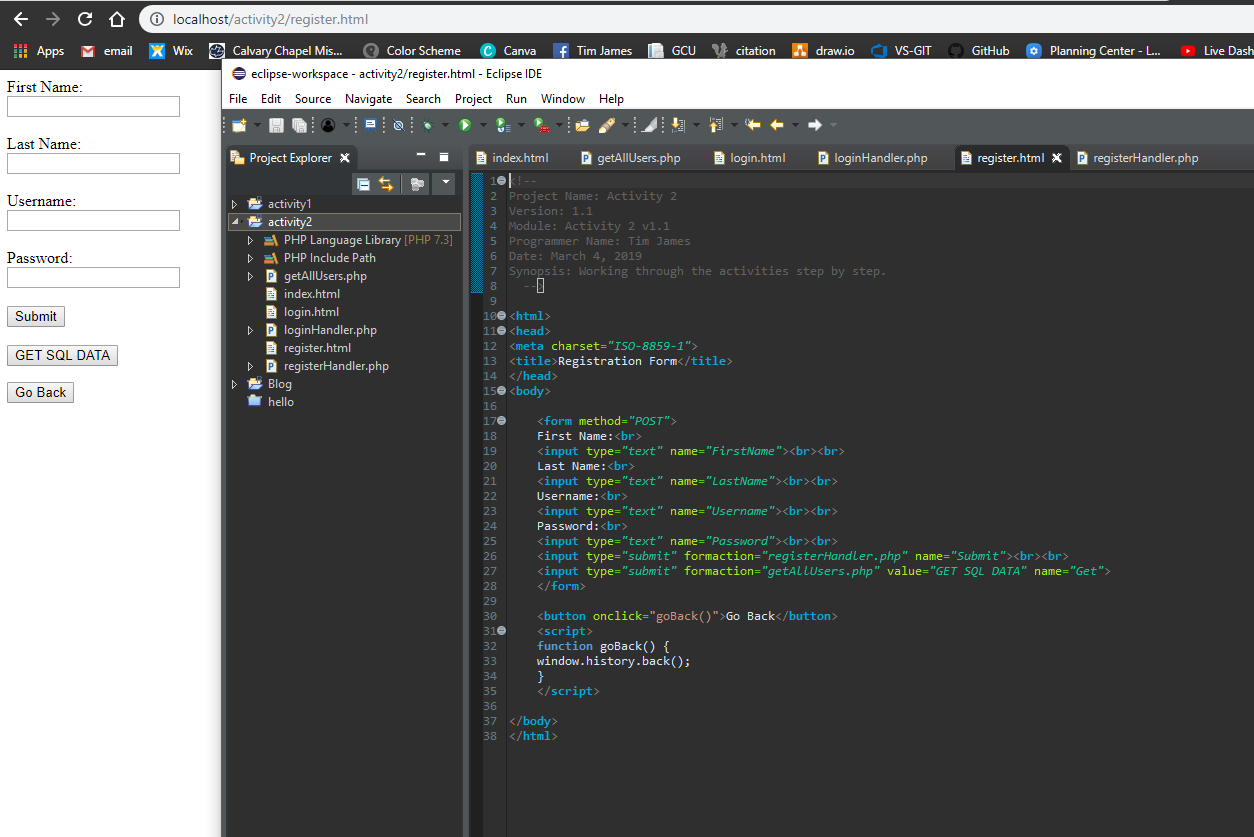 localhost/activity2/register.html
Apps email Wix Calvary Chapel Mis... Color Scheme Canva Tim James GCU citation draw.io VS-GIT GitHub Planning Center - L... Live Dash
First Name:
Last Name:
Username:
Password:
Submit
GET SQL DATA
Go Back
eclipse-workspace - activity2/register.html - Eclipse IDE
File Edit Source Navigate Search Project Run Window Help
Project Explorer
activity1
activity2
PHP Language Library [PHP 7.3]
PHP Include Path
getAllUsers.php
index.html
login.html
loginHandler.php
register.html
registerHandler.php
Blog
hello
index.html getAllUsers.php login.html loginHandler.php register.html registerHandler.php
1 <!--
2 Project Name: Activity 2
3 Version: 1.1
4 Module: Activity 2 v1.1
5 Programmer Name: Tim James
6 Date: March 4, 2019
7 Synopsis: Working through the activities step by step.
8 -->
9
10 <html>
11 <head>
12 <meta charset="ISO-8859-1">
13 <title>Registration Form</title>
14 </head>
15 <body>
16
17 <form method="POST">
18 First Name:<br>
19 <input type="text" name="FirstName"><br><br>
20 Last Name:<br>
21 <input type="text" name="LastName"><br><br>
22 Username:<br>
23 <input type="text" name="Username"><br><br>
24 Password:<br>
25 <input type="text" name="Password"><br><br>
26 <input type="submit" formaction="registerHandler.php" name="Submit"><br><br>
27 <input type="submit" formaction="getAllUsers.php" value="GET SQL DATA" name="Get">
28 </form>
29
30 <button onclick="goBack()">Go Back</button>
31 <script>
32 function goBack() {
33 window.history.back();
34 }
35 </script>
36
37 </body>
38 </html>